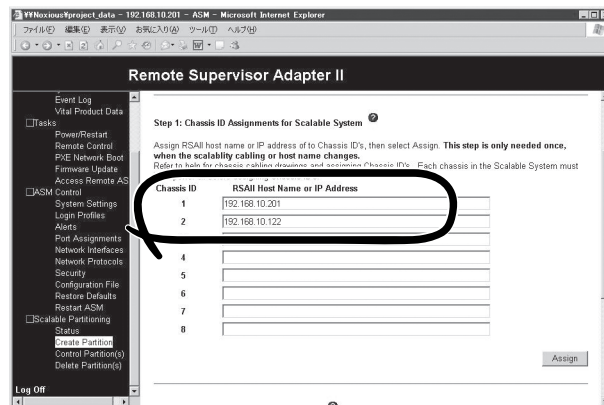 ¥¥Noxious¥project_data - 192.168.10.201 - ASM - Microsoft Internet Explorer
ファイル(F) 編集(E) 表示(V) お気に入り(A) ツール(T) ヘルプ(H)
Remote Supervisor Adapter II
Event Log
Vital Product Data
Tasks
Power/Restart
Remote Control
PXE Network Boot
Firmware Update
Access Remote AS
ASM Control
System Settings
Login Profiles
Alerts
Port Assignments
Network Interfaces
Network Protocols
Security
Configuration File
Restore Defaults
Restart ASM
Scalable Partitioning
Status
Create Partition
Control Partition(s)
Delete Partition(s)
Log Off
Step 1: Chassis ID Assignments for Scalable System
Assign RSAII host name or IP address of to Chassis ID's, then select Assign. This step is only needed once,
when the scalablity cabling or host name changes.
Refer to help for chassis cabling drawings and assigning Chassis ID's. Each chassis in the Scalable System must
Chassis ID RSAII Host Name or IP Address
1 192.168.10.201
2 192.168.10.122
4
5
6
7
8
Assign